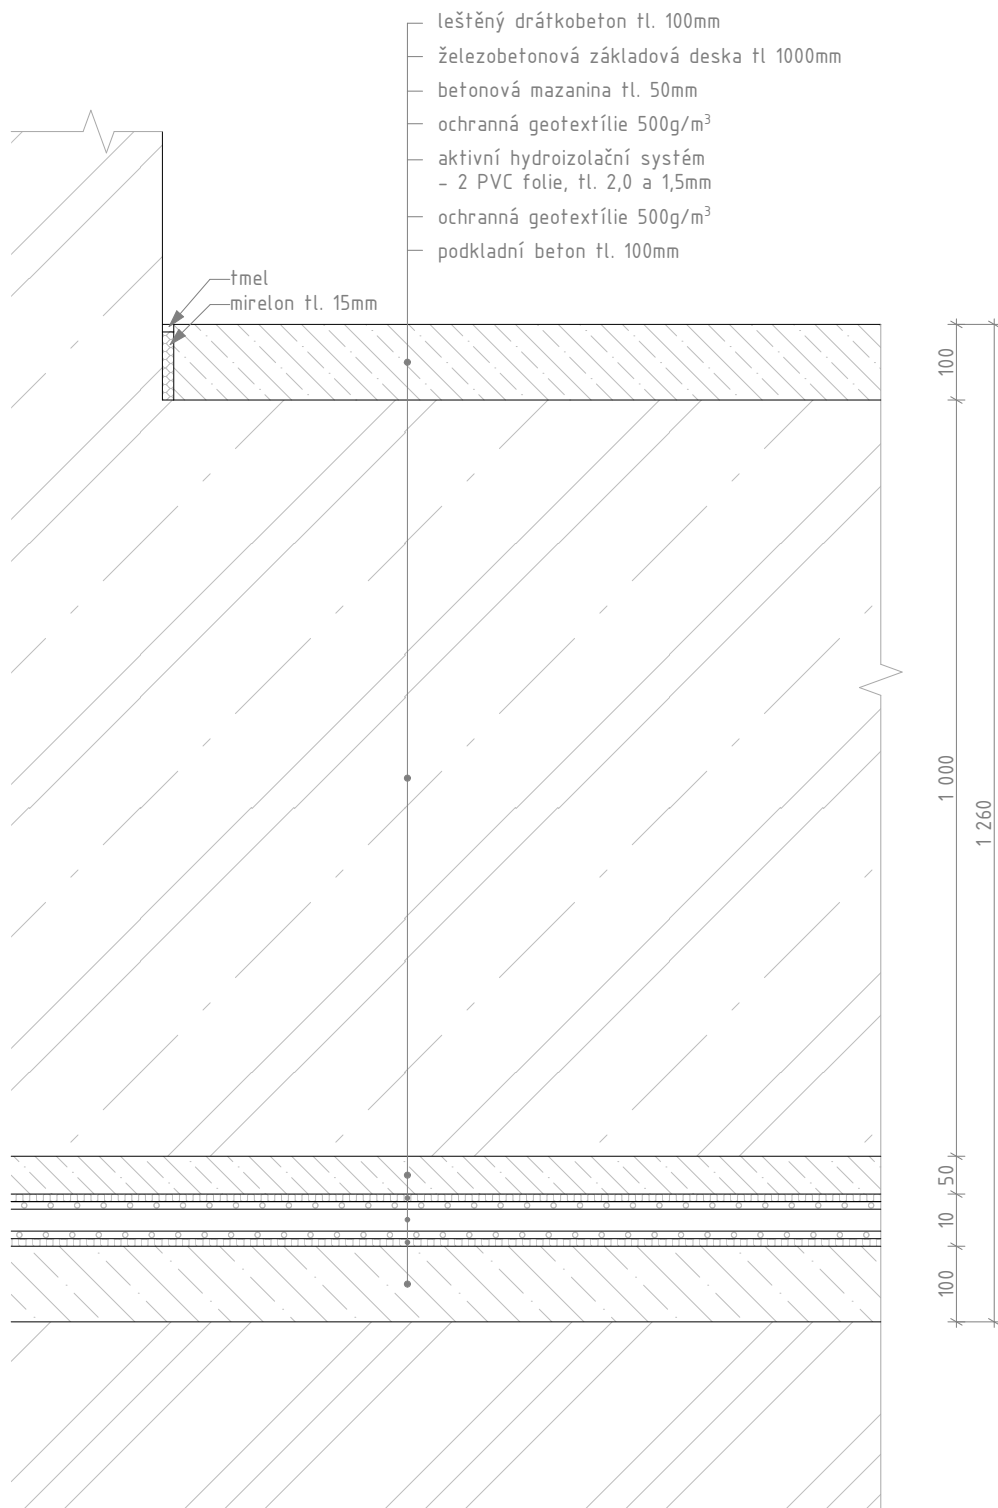 leštěný drátkobeton tl. 100mm
železobetonová základová deska tl 1000mm
betonová mazanina tl. 50mm
ochranná geotextílie 500g/m³
aktivní hydroizolační systém
- 2 PVC folie, tl. 2,0 a 1,5mm
ochranná geotextílie 500g/m³
podkladní beton tl. 100mm
tmel
mirelon tl. 15mm
100
1 000
1 260
50
10
100